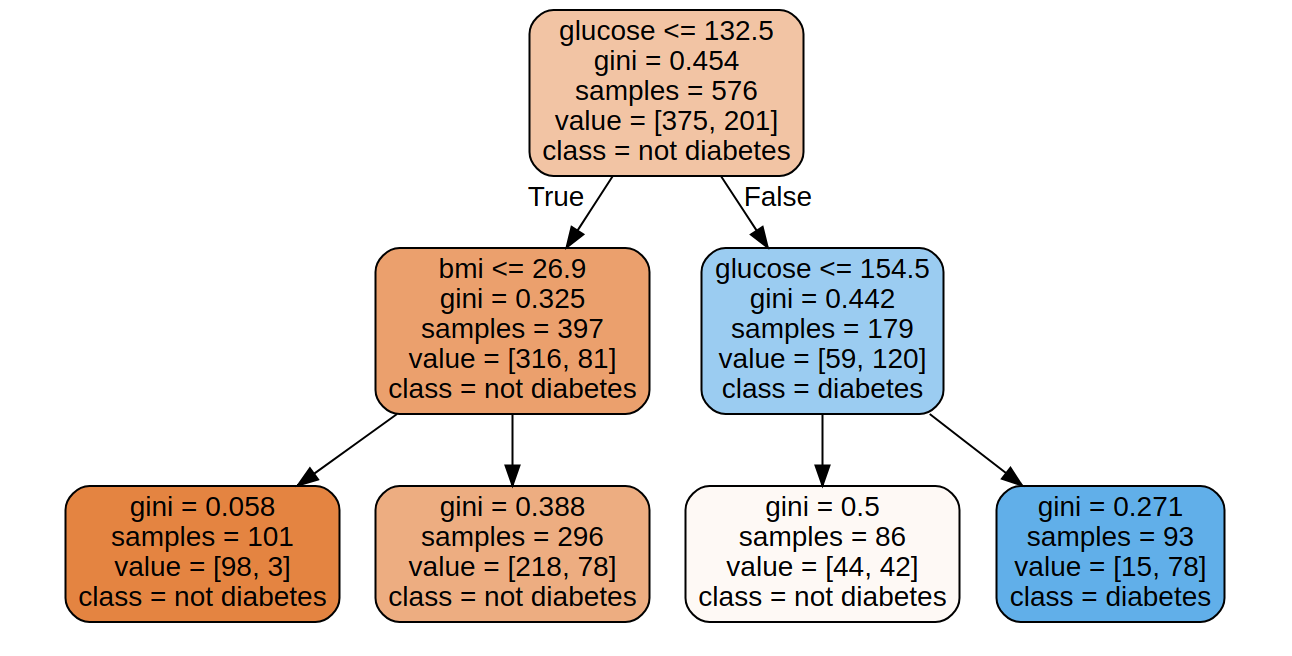 glucose <= 132.5
gini = 0.454
samples = 576
value = [375, 201]
class = not diabetes
True
False
bmi <= 26.9
gini = 0.325
samples = 397
value = [316, 81]
class = not diabetes
glucose <= 154.5
gini = 0.442
samples = 179
value = [59, 120]
class = diabetes
gini = 0.058
samples = 101
value = [98, 3]
class = not diabetes
gini = 0.388
samples = 296
value = [218, 78]
class = not diabetes
gini = 0.5
samples = 86
value = [44, 42]
class = not diabetes
gini = 0.271
samples = 93
value = [15, 78]
class = diabetes